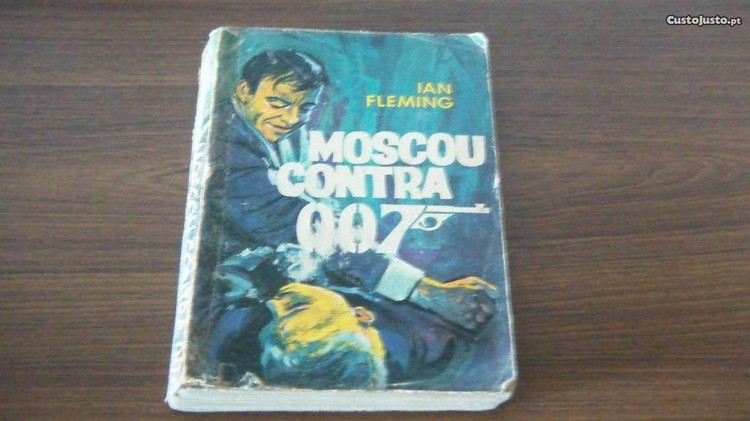 CustoJusto.pt
IAN
FLEMING
MOSCOU
CONTRA
007